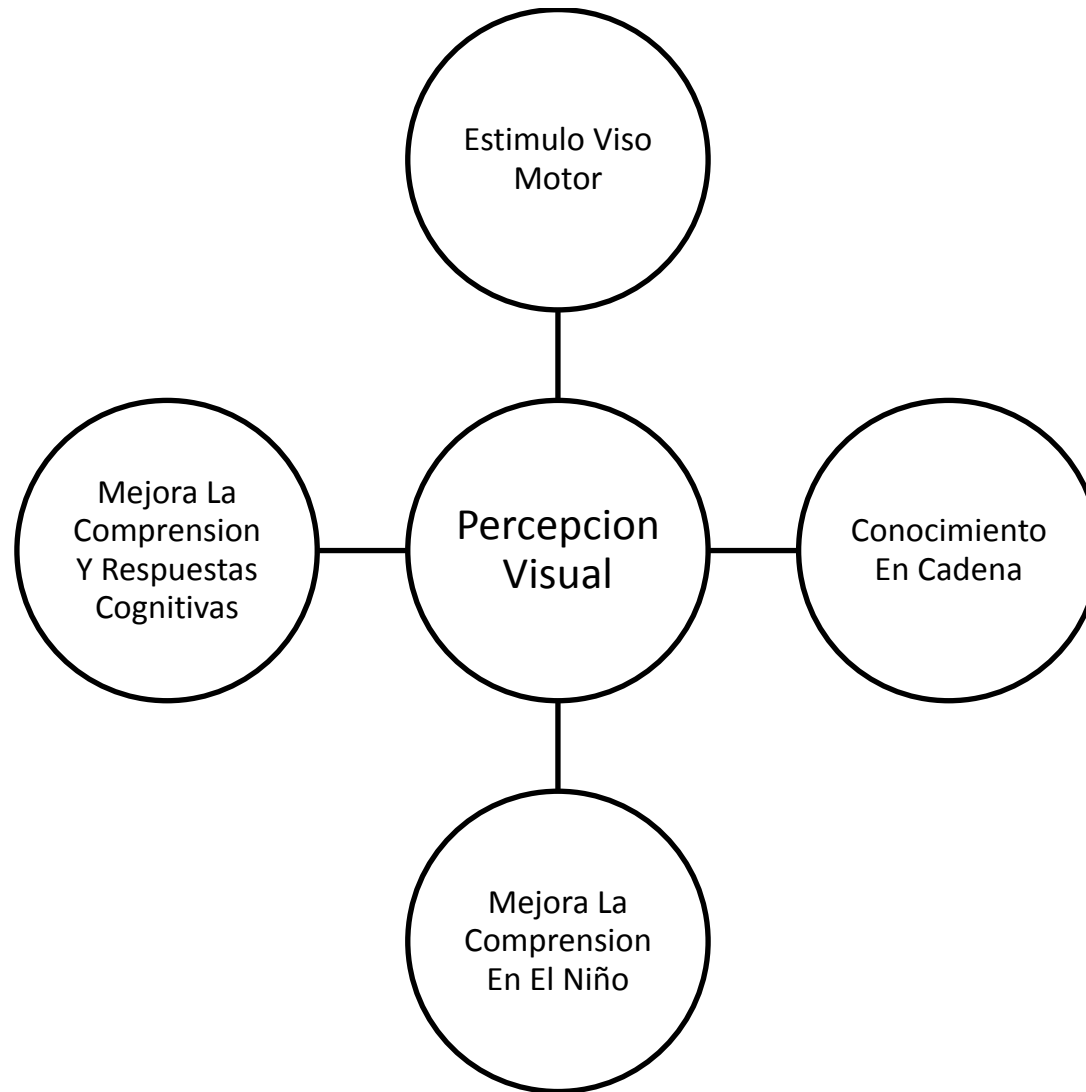 Estimulo Viso
Motor
Mejora La
Comprension
Y Respuestas
Cognitivas
Percepcion
Visual
Conocimiento
En Cadena
Mejora La
Comprension
En El Niño